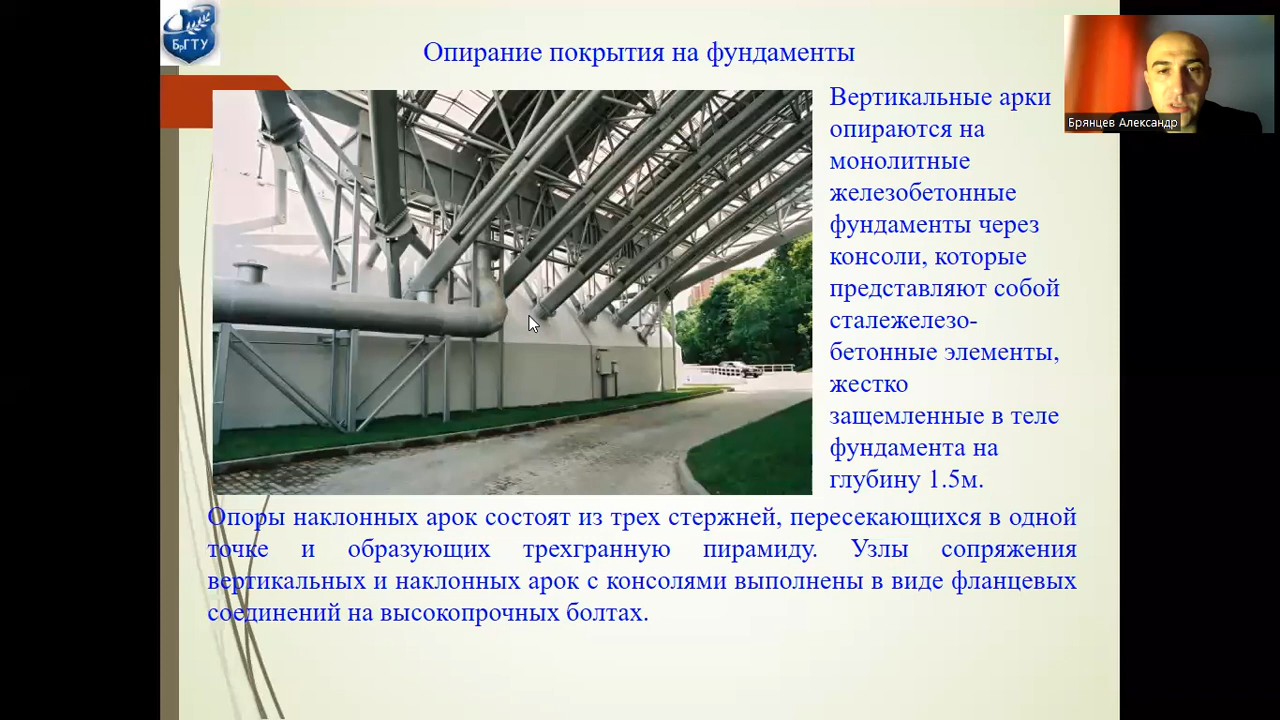 БрГТУ
Опирание покрытия на фундаменты
Вертикальные арки
опираются на
монолитные
железобетонные
фундаменты через
консоли, которые
представляют собой
сталежелезо-
бетонные элементы,
жестко
защемленные в теле
фундамента на
глубину 1.5м.
Опоры наклонных арок состоят из трех стержней, пересекающихся в одной
точке и образующих трехгранную пирамиду. Узлы сопряжения
вертикальных и наклонных арок с консолями выполнены в виде фланцевых
соединений на высокопрочных болтах.
Брянцев Александр